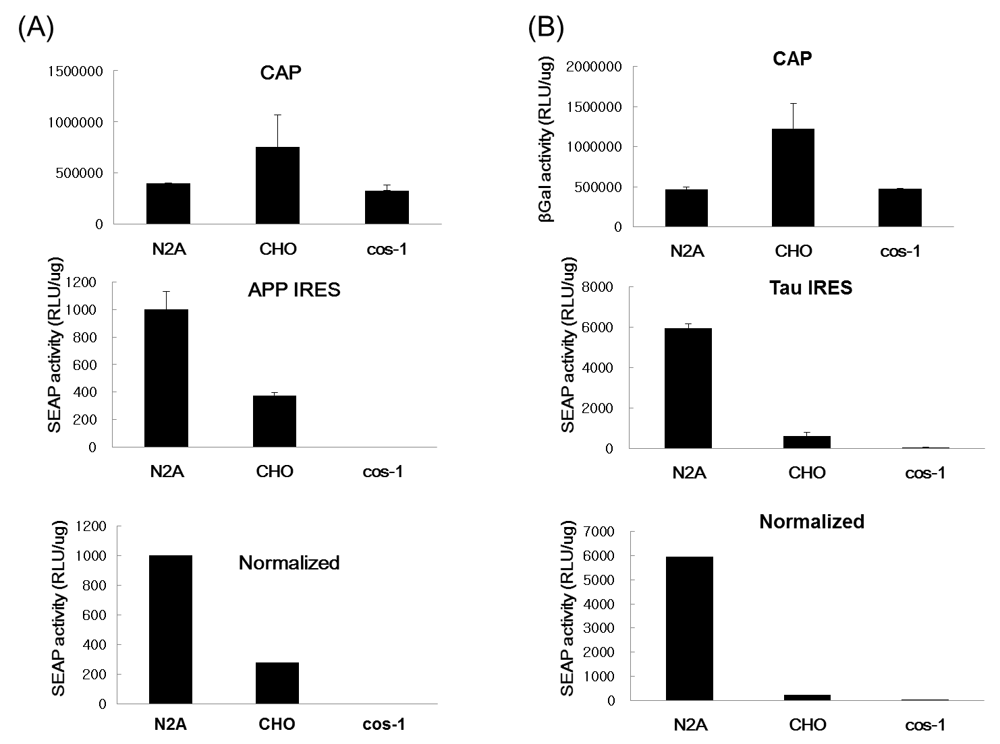 (A)
CAP
1500000
1000000
500000
0
N2A CHO cos-1
APP IRES
SEAP activity (RLU/ug)
1200
1000
800
600
400
200
0
N2A CHO cos-1
Normalized
SEAP activity (RLU/ug)
1200
1000
800
600
400
200
0
N2A CHO cos-1
(B)
CAP
βGal activity (RLU/ug)
2000000
1500000
1000000
500000
0
N2A CHO cos-1
Tau IRES
SEAP activity (RLU/ug)
8000
6000
4000
2000
0
N2A CHO cos-1
Normalized
SEAP activity (RLU/ug)
7000
6000
5000
4000
3000
2000
1000
0
N2A CHO cos-1